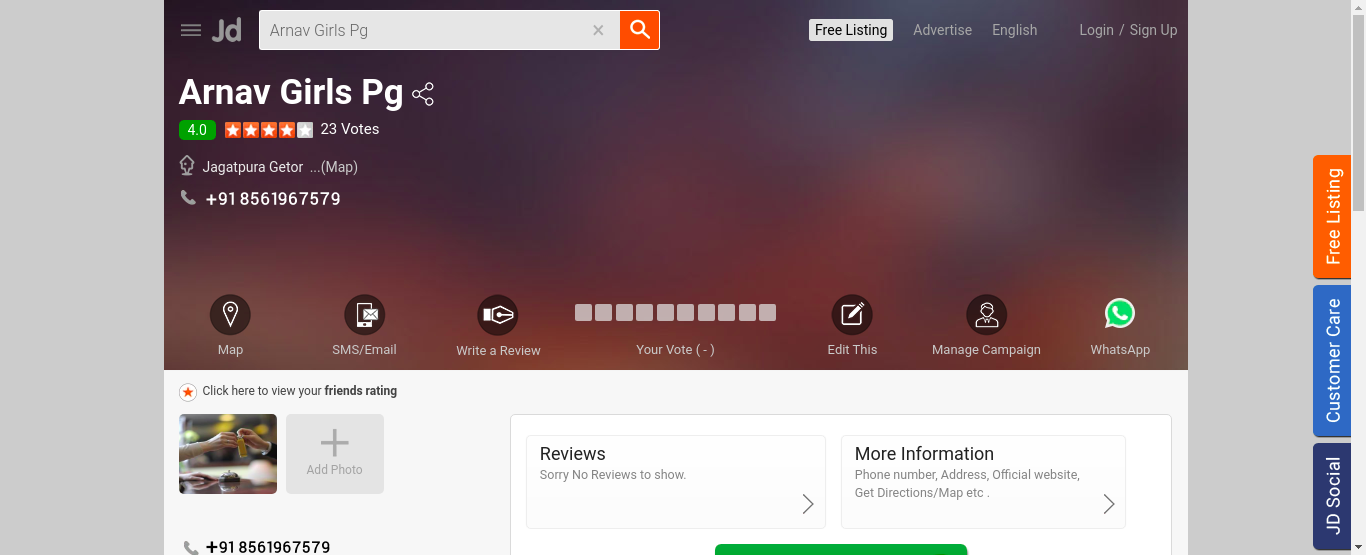 Jd
Arnav Girls Pg
Free Listing
Advertise
English
Login / Sign Up
Arnav Girls Pg
4.0
23 Votes
Jagatpura Getor ...(Map)
+91 8561967579
Map
SMS/Email
Write a Review
Your Vote ( - )
Edit This
Manage Campaign
WhatsApp
Click here to view your friends rating
Add Photo
Reviews
Sorry No Reviews to show.
More Information
Phone number, Address, Official website,
Get Directions/Map etc .
+91 8561967579
Free Listing
Customer Care
JD Social